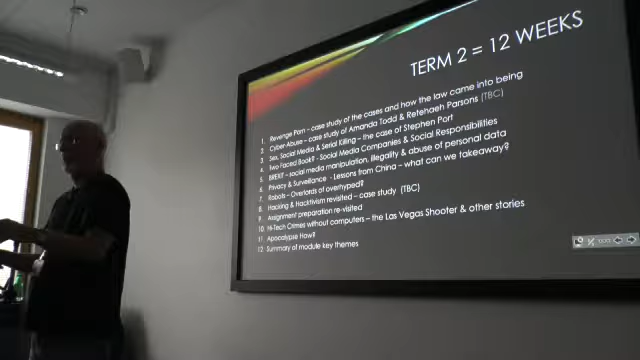 TERM 2 = 12 WEEKS
1. Revenge Porn – case study of the cases and how the law came into being
2. Cyber-Abuse – case study of Amanda Todd & Retehaeh Parsons (TBC)
3. Sex, Social Media & Serial Killing – the case of Stephen Port
4. Two Faced Book? - Social Media Companies & Social Responsibilities
5. BREXIT – social media manipulation, illegality & abuse of personal data
6. Privacy & Surveillance - Lessons from China – what can we takeaway?
7. Robots – Overlords of overhyped?
8. Hacking & Hacktivism revisited – case study (TBC)
9. Assignment preparation re-visited
10. Hi-Tech Crimes without computers – the Las Vegas Shooter & other stories
11. Apocalypse How?
12. Summary of module key themes